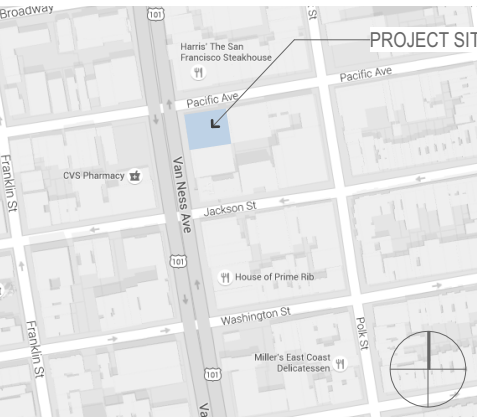 Broadway
101
St
Harris' The San
Francisco Steakhouse
PROJECT SIT
Pacific Ave
Pacific Ave
CVS Pharmacy
Franklin St
Van Ness Ave
Jackson St
101
House of Prime Rib
Washington St
Franklin St
Polk St
Miller's East Coast
Delicatessen
101
Va